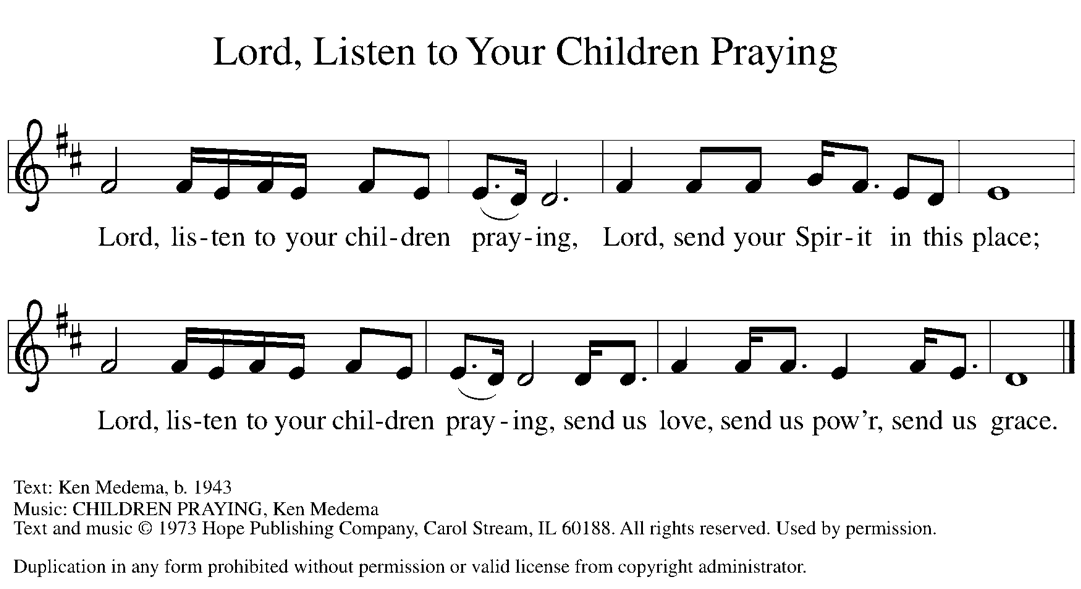 Lord, Listen to Your Children Praying
Lord, lis-ten to your chil-dren pray-ing, Lord, send your Spir-it in this place;
Lord, lis-ten to your chil-dren pray-ing, send us love, send us pow'r, send us grace.
Text: Ken Medema, b. 1943
Music: CHILDREN PRAYING, Ken Medema
Text and music © 1973 Hope Publishing Company, Carol Stream, IL 60188. All rights reserved. Used by permission.
Duplication in any form prohibited without permission or valid license from copyright administrator.